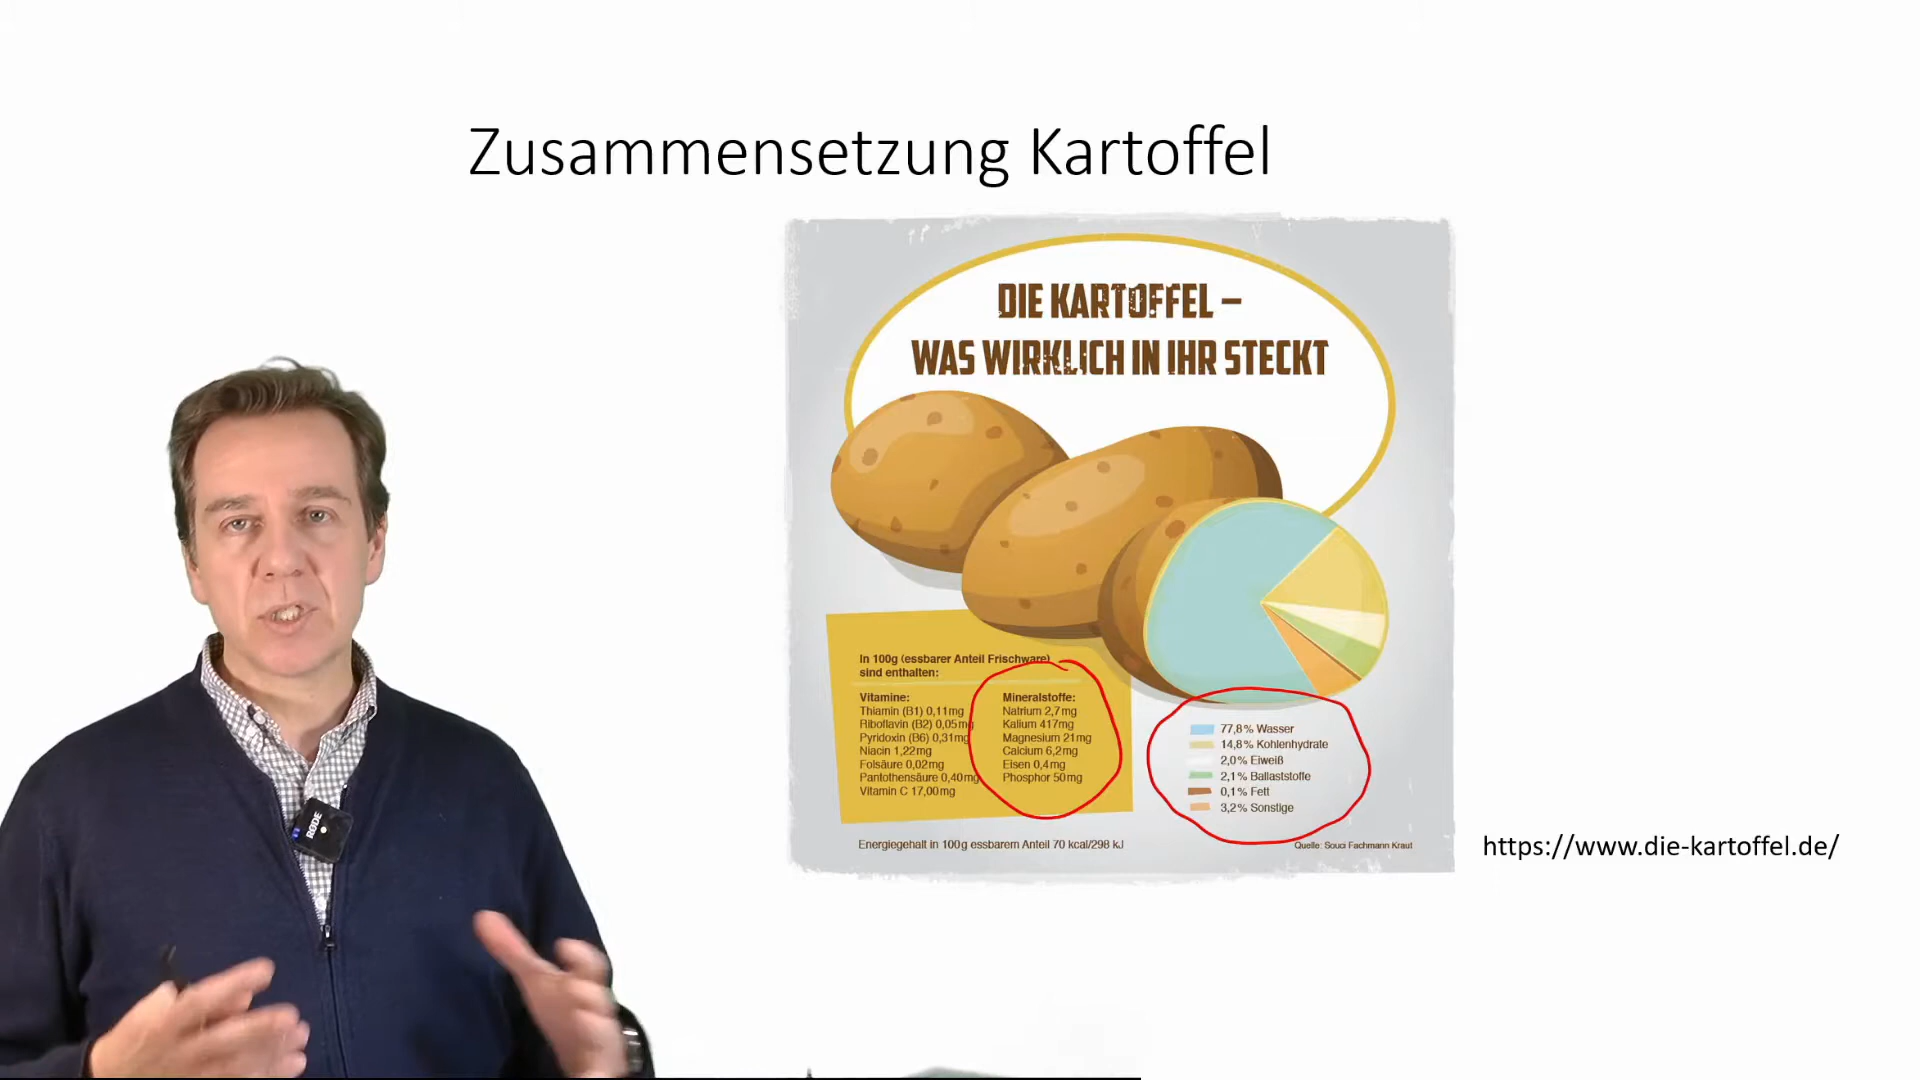 Zusammensetzung Kartoffel
DIE KARTOFFEL –
WAS WIRKLICH IN IHR STECKT
In 100g (essbarer Anteil Frischware)
sind enthalten:
Vitamine:
Thiamin (B1) 0,11mg
Riboflavin (B2) 0,05mg
Pyridoxin (B6) 0,31mg
Niacin 1,22mg
Folsäure 0,02mg
Pantothensäure 0,40mg
Vitamin C 17,00mg
Mineralstoffe:
Natrium 2,7mg
Kalium 417mg
Magnesium 21mg
Calcium 6,2mg
Eisen 0,4mg
Phosphor 50mg
77,8% Wasser
14,8% Kohlenhydrate
2,0% Eiweiß
2,1% Ballaststoffe
0,1% Fett
3,2% Sonstige
Energiegehalt in 100g essbarem Anteil 70 kcal/298 kJ
Quelle: Souci Fachmann Kraut
https://www.die-kartoffel.de/
RØDE